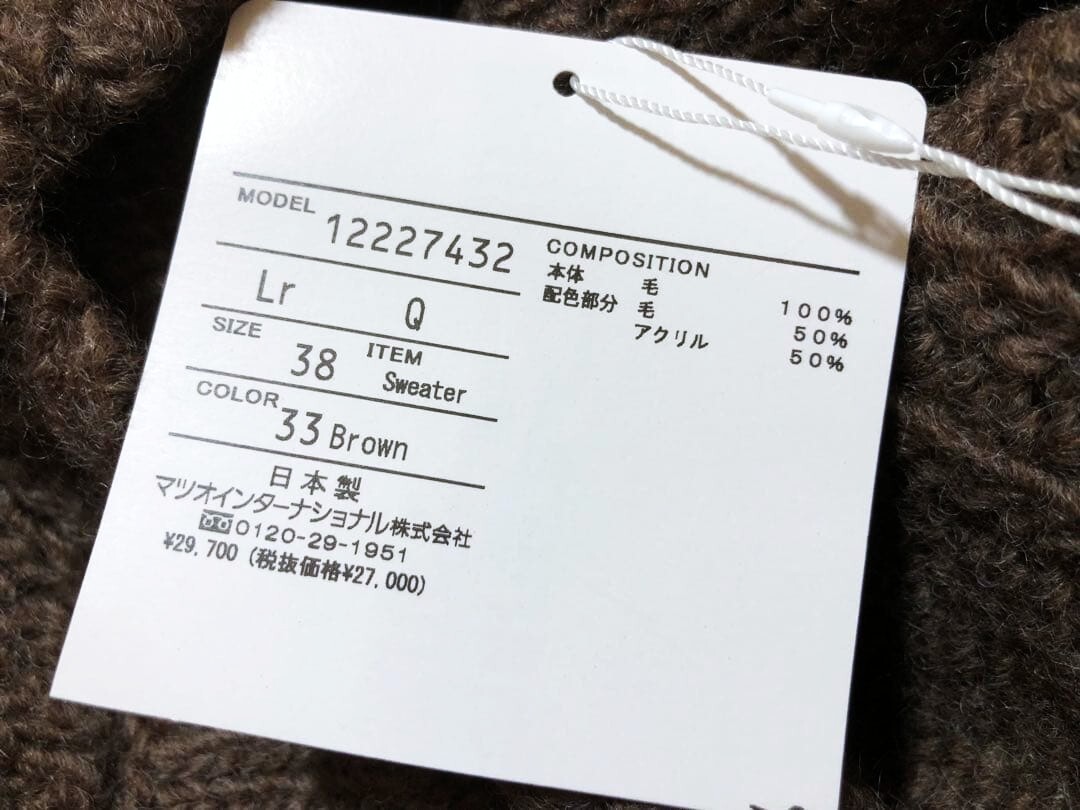 MODEL 12227432
Lr Q
SIZE 38 ITEM Sweater
COLOR 33 Brown
日本製
マツオインターナショナル株式会社
0120-29-1951
¥29,700 (税抜価格¥27,000)
COMPOSITION
本体 毛 100%
配色部分 毛 50%
アクリル 50%